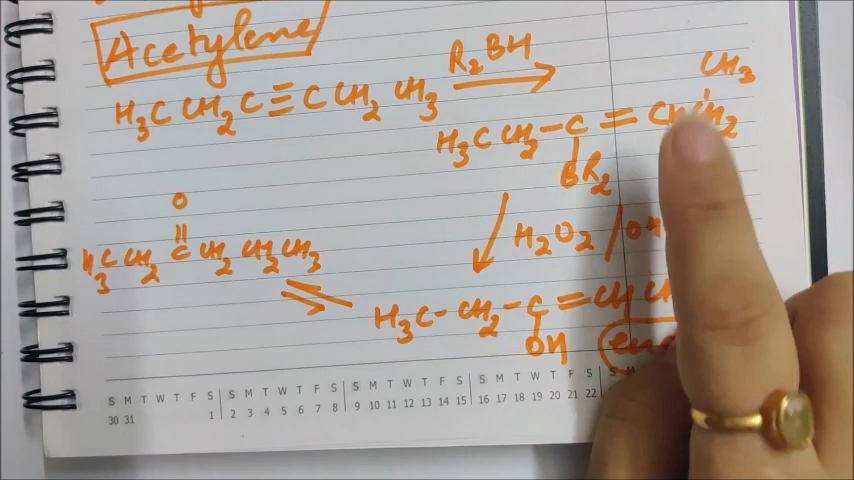 Acetylene
H₃C CH₂ C ≡ C CH₂ CH₃ R₂BH
CH₃
H₃C CH₂ – C = CH CH₂
BR₂
H₂O₂ / OH
O
H₃C CH₂ C CH₂ CH₂ CH₃
H₃C – CH₂ – C = CH
OH
S M T W T F S S M T W T F S S M T W T F S S M T W T F S S
30 31 1 2 3 4 5 6 7 8 9 10 11 12 13 14 15 16 17 18 19 20 21 22